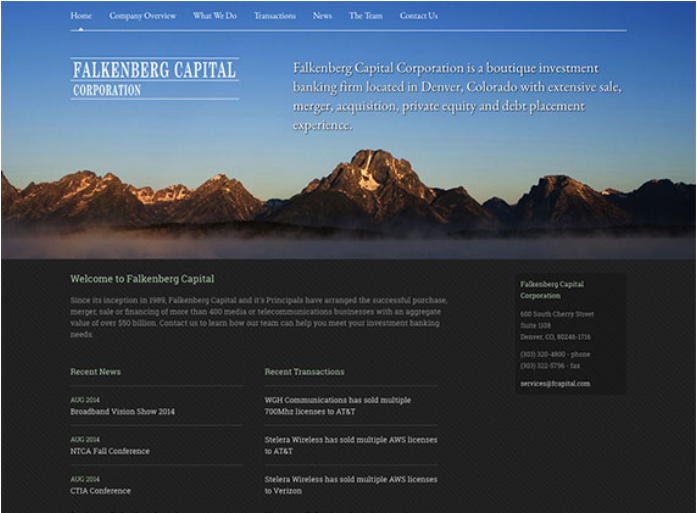 Home Company Overview What We Do Transactions News The Team Contact Us
FALKENBERG CAPITAL
CORPORATION
Falkenberg Capital Corporation is a boutique investment
banking firm located in Denver, Colorado with extensive sale,
merger, acquisition, private equity and debt placement
experience.
Welcome to Falkenberg Capital
Since its inception in 1989, Falkenberg Capital and it's Principals have arranged the successful purchase,
merger, sale or financing of more than 400 media or telecommunications businesses with an aggregate
value of over $50 billion. Contact us to learn how our team can help you meet your investment banking
needs.
Recent News
AUG 2014
Broadband Vision Show 2014
AUG 2014
NTCA Fall Conference
AUG 2014
CTIA Conference
Recent Transactions
WGH Communications has sold multiple
700Mhz licenses to AT&T
Stelera Wireless has sold multiple AWS licenses
to AT&T
Stelera Wireless has sold multiple AWS licenses
to Verizon
Falkenberg Capital
Corporation
600 South Cherry Street
Suite 1108
Denver, CO, 80246-1716
(303) 320-4800 - phone
(303) 322-5796 - fax
services@fcapital.com